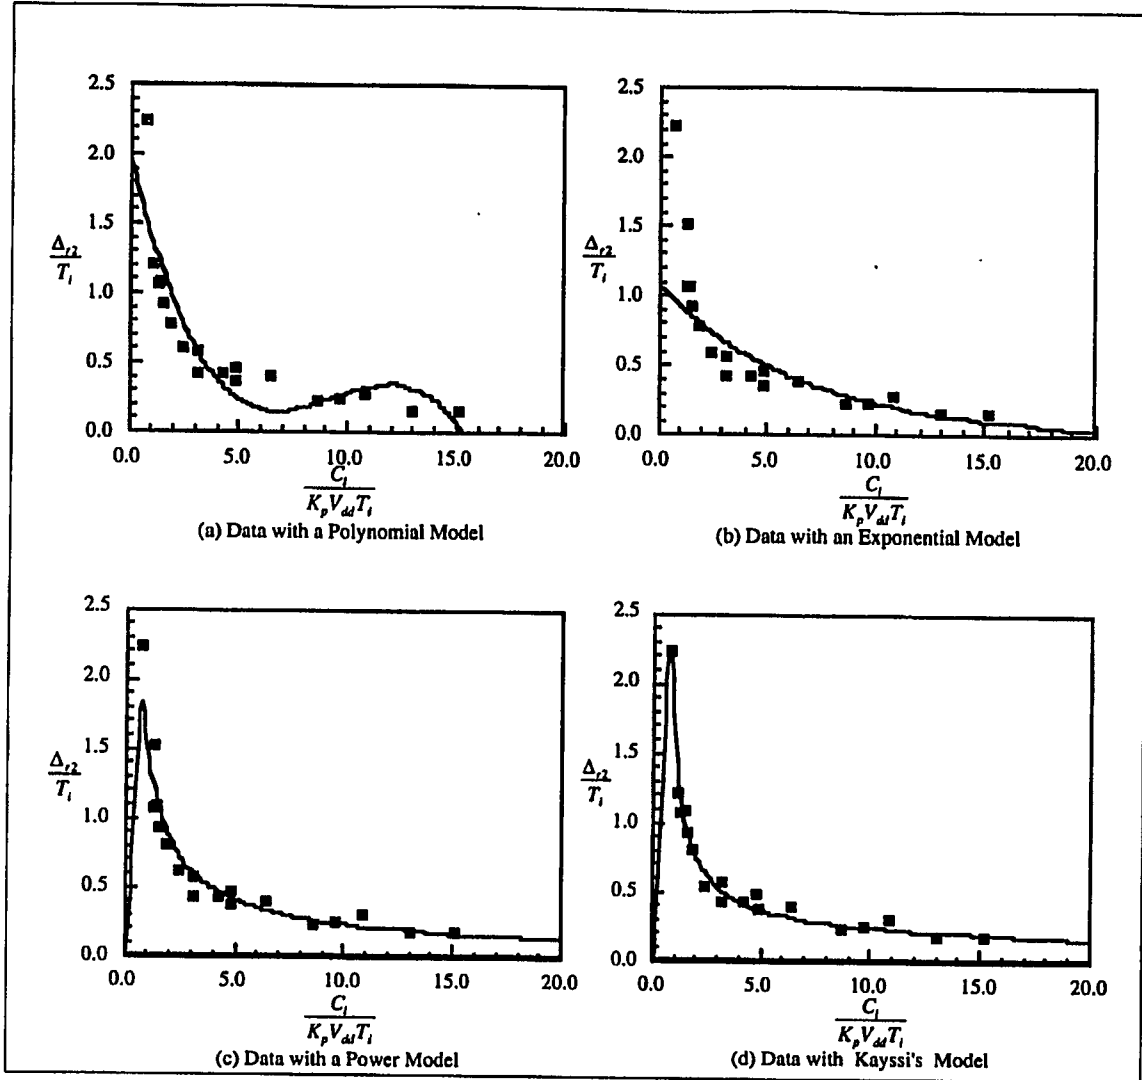 2.5
2.0
1.5
Δr2
Ti
1.0
0.5
0.0
0.0 5.0 10.0 15.0 20.0
Cl
KpVddTi
(a) Data with a Polynomial Model
2.5
2.0
1.5
Δr2
Ti
1.0
0.5
0.0
0.0 5.0 10.0 15.0 20.0
Cl
KpVddTi
(b) Data with an Exponential Model
2.5
2.0
1.5
Δr2
Ti
1.0
0.5
0.0
0.0 5.0 10.0 15.0 20.0
Cl
KpVddTi
(c) Data with a Power Model
2.5
2.0
1.5
Δr2
Ti
1.0
0.5
0.0
0.0 5.0 10.0 15.0 20.0
Cl
KpVddTi
(d) Data with Kayssi's Model